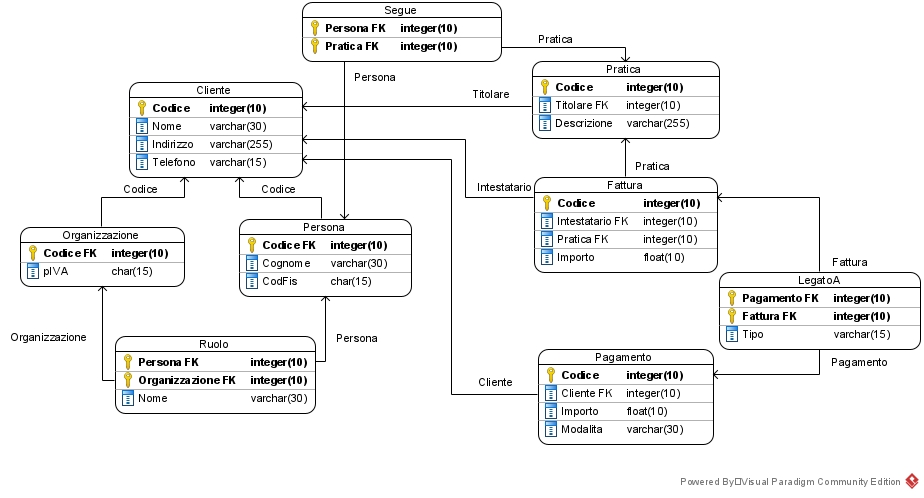 Segue
Persona FK integer(10)
Pratica FK integer(10)
Pratica
Persona
Pratica
Codice integer(10)
Titolare FK integer(10)
Descrizione varchar(255)
Titolare
Cliente
Codice integer(10)
Nome varchar(30)
Indirizzo varchar(255)
Telefono varchar(15)
Pratica
Intestatario
Fattura
Codice integer(10)
Intestatario FK integer(10)
Pratica FK integer(10)
Importo float(10)
Codice
Codice
Organizzazione
Codice FK integer(10)
pIVA char(15)
Persona
Codice FK integer(10)
Cognome varchar(30)
CodFis char(15)
Fattura
LegatoA
Pagamento FK integer(10)
Fattura FK integer(10)
Tipo varchar(15)
Organizzazione
Persona
Ruolo
Persona FK integer(10)
Organizzazione FK integer(10)
Nome varchar(30)
Pagamento
Cliente
Pagamento
Codice integer(10)
Cliente FK integer(10)
Importo float(10)
Modalita varchar(30)
Powered By Visual Paradigm Community Edition